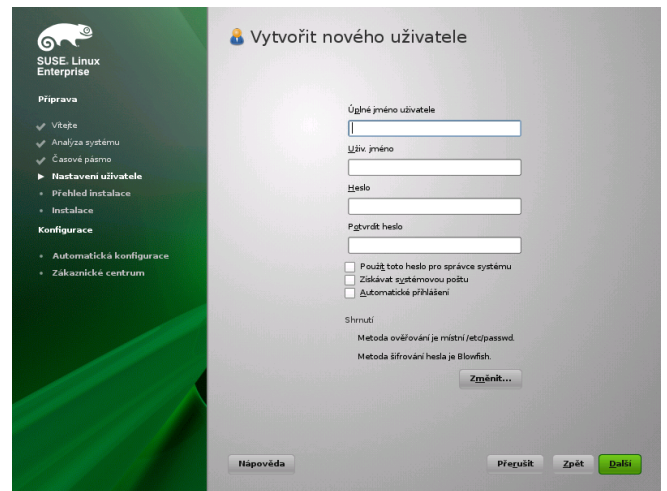 SUSE. Linux
Enterprise
Příprava
Vítejte
Analýza systému
Časové pásmo
Nastavení uživatele
Přehled instalace
Instalace
Konfigurace
Automatická konfigurace
Zákaznické centrum
Vytvořit nového uživatele
Úplné jméno uživatele
Uživ. jméno
Heslo
Potvrdit heslo
Použít toto heslo pro správce systému
Získávat systémovou poštu
Automatické přihlášení
Shrnutí
Metoda ověřování je místní /etc/passwd.
Metoda šifrování hesla je Blowfish.
Změnit...
Nápověda
Přerušit
Zpět
Další